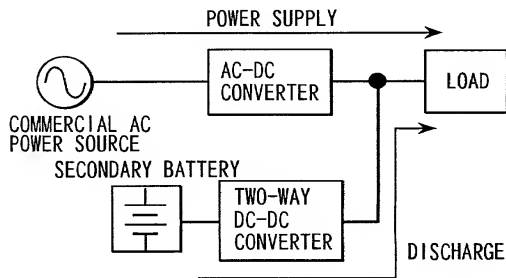 POWER SUPPLY
AC-DC
CONVERTER
LOAD
COMMERCIAL AC
POWER SOURCE
SECONDARY BATTERY
TWO-WAY
DC-DC
CONVERTER
DISCHARGE